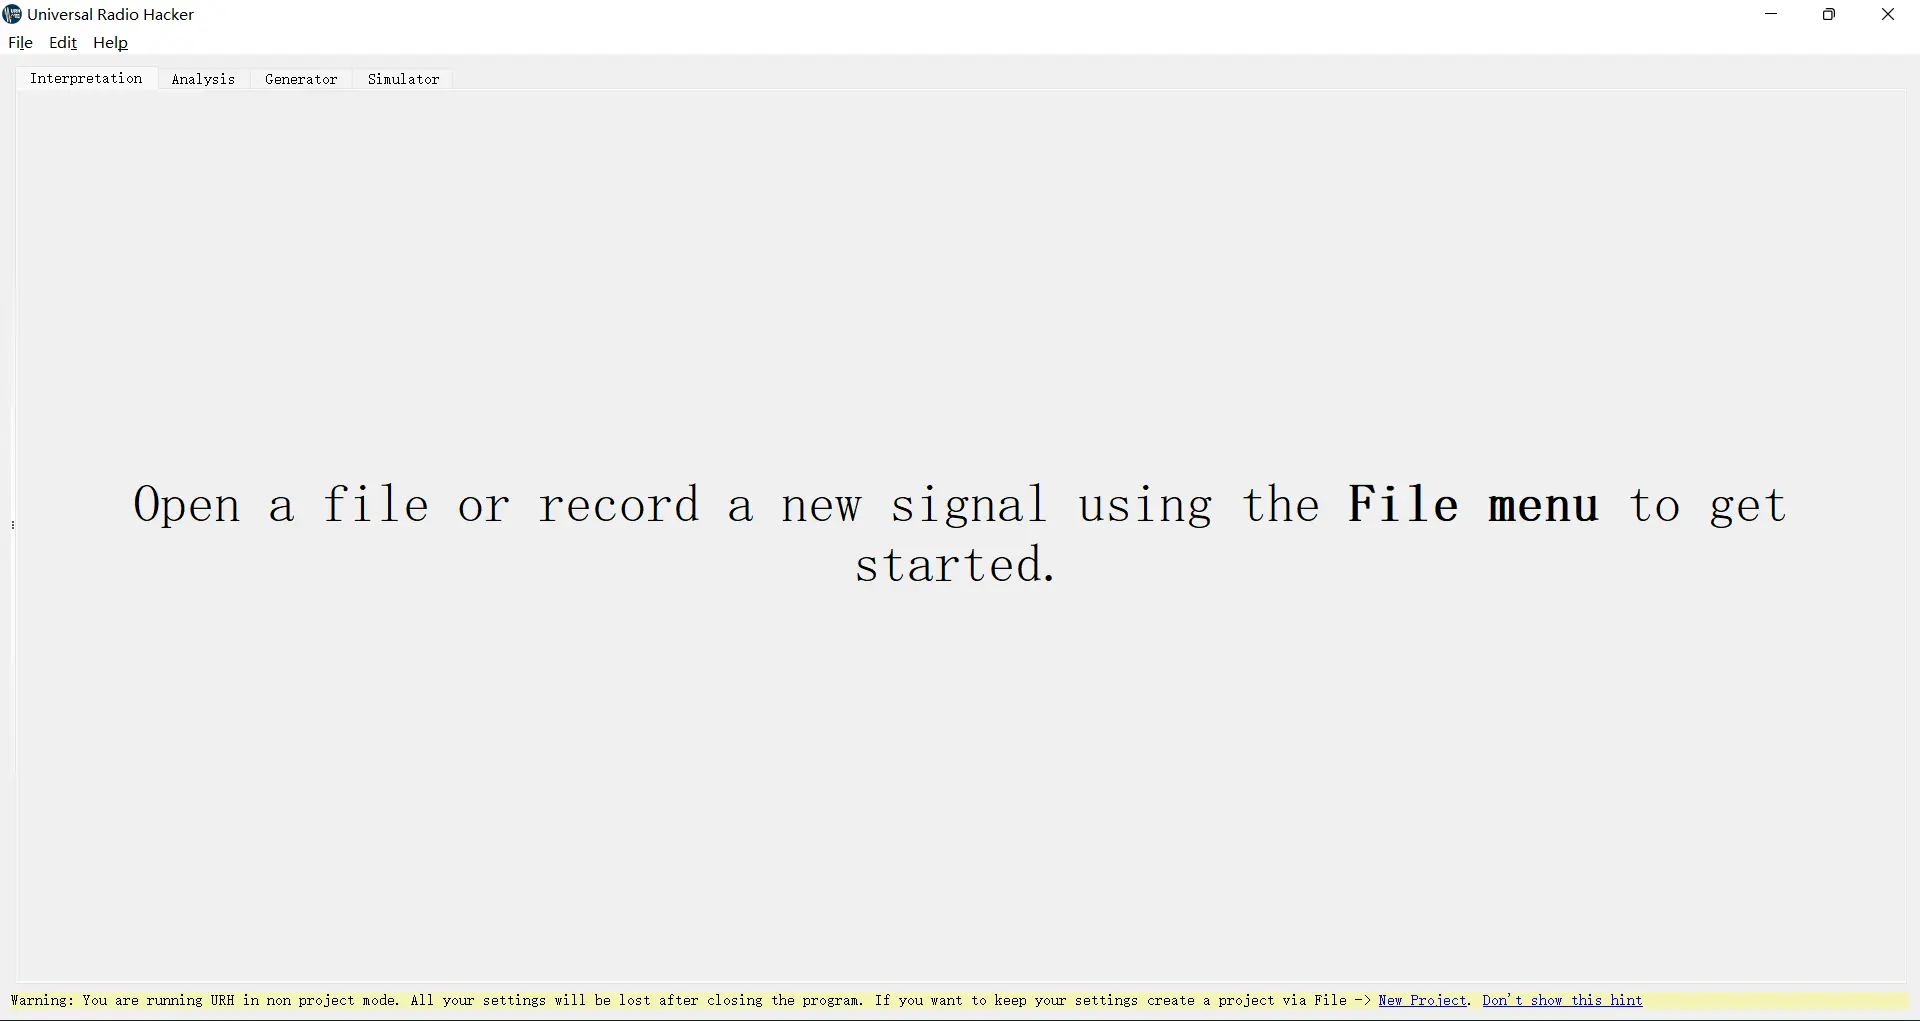 Universal Radio Hacker
File Edit Help
Interpretation Analysis Generator Simulator
Open a file or record a new signal using the File menu to get
started.
Warning: You are running URH in non project mode. All your settings will be lost after closing the program. If you want to keep your settings create a project via File -> New Project. Don't show this hint